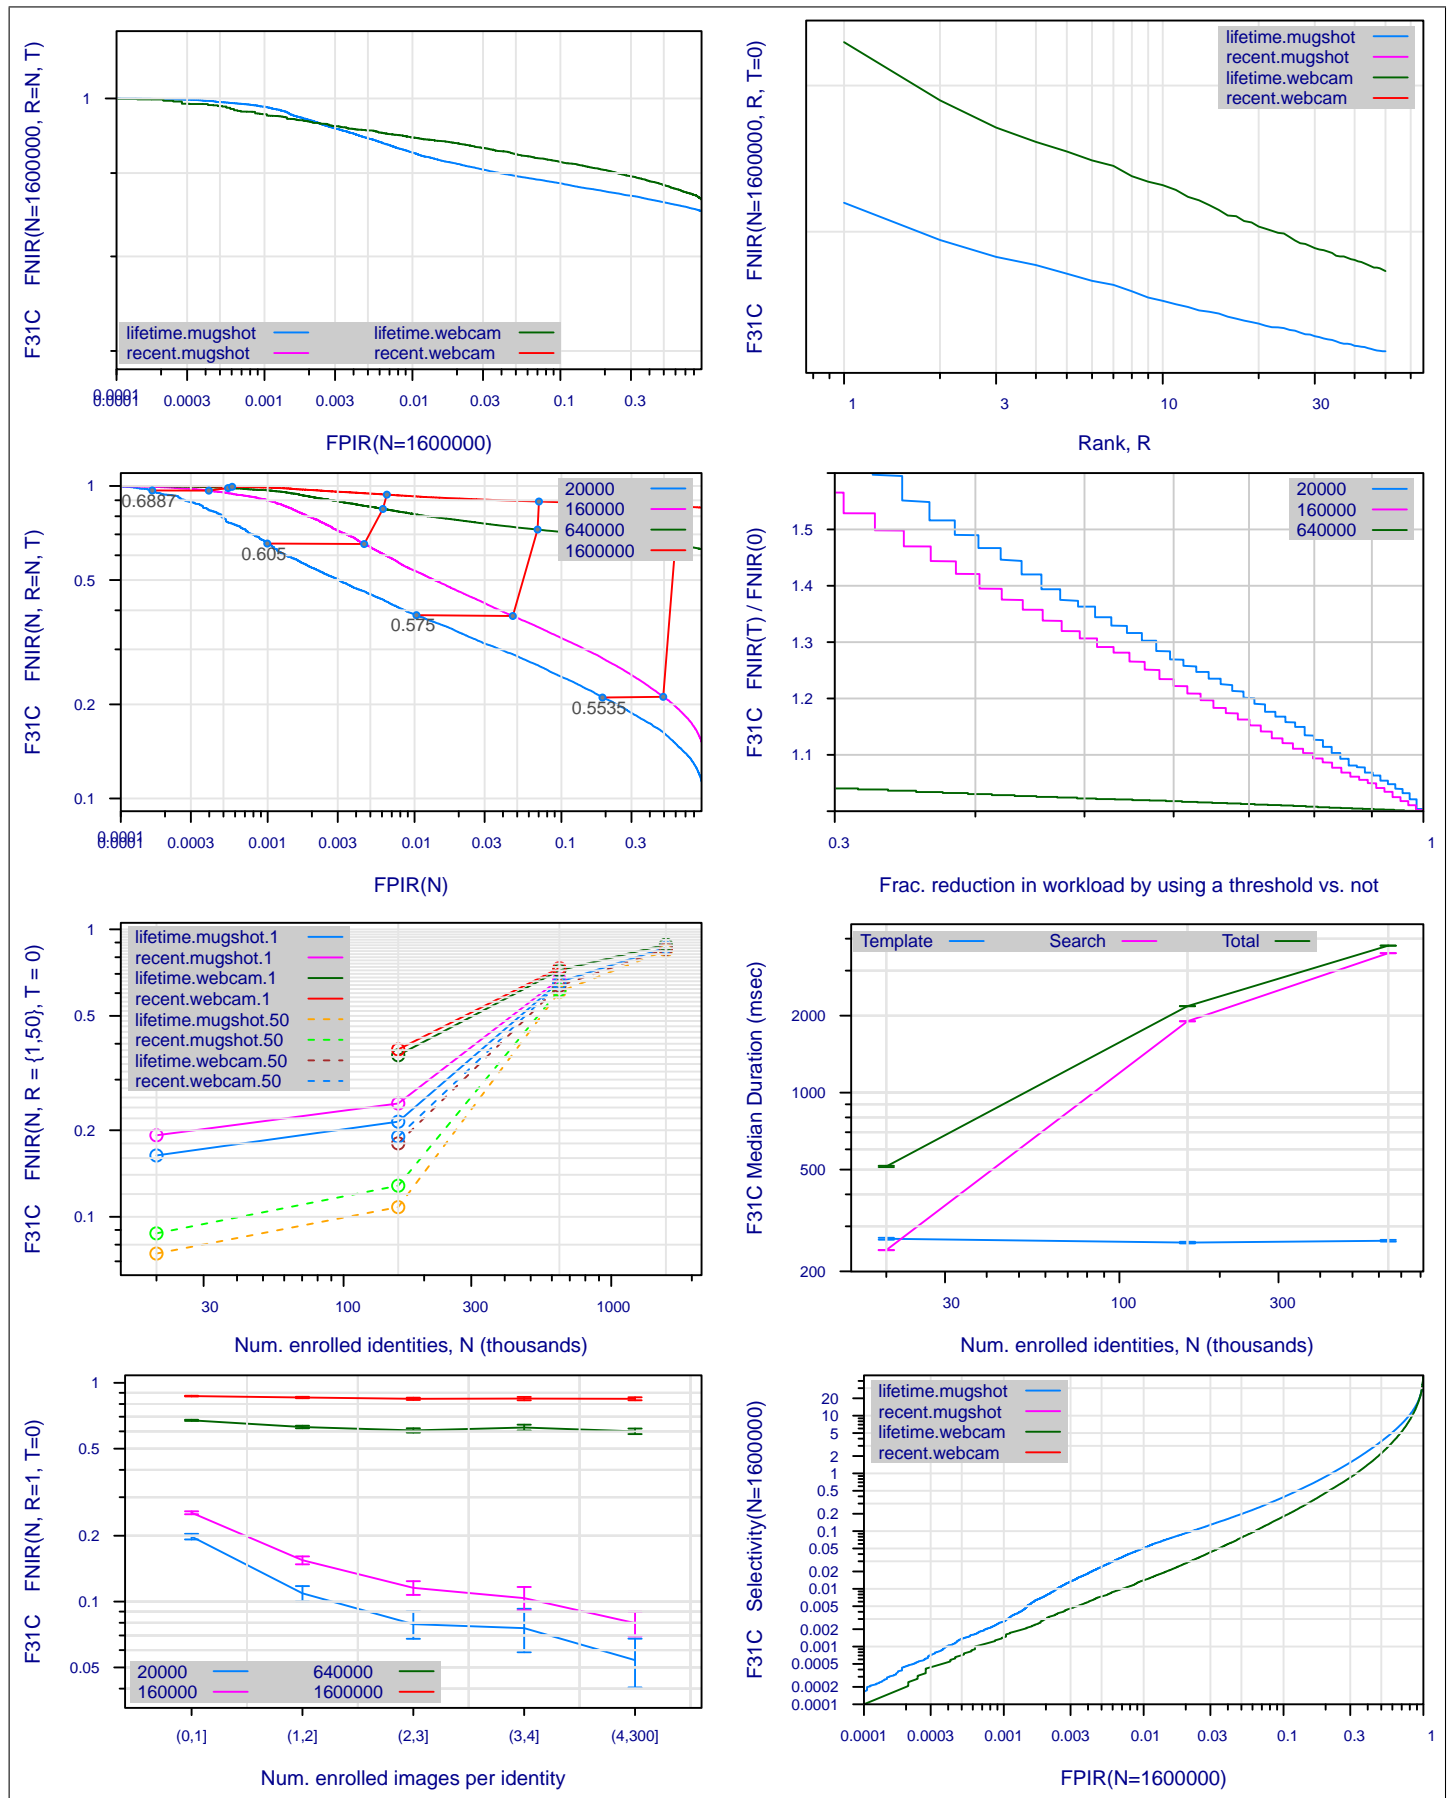 F31C FNIR(N=1600000, R=N, T)
1
lifetime.mugshot
recent.mugshot
lifetime.webcam
recent.webcam
0.0001
0.0001 0.0003 0.001 0.003 0.01 0.03 0.1 0.3
FPIR(N=1600000)
F31C FNIR(N=1600000, R, T=0)
lifetime.mugshot
recent.mugshot
lifetime.webcam
recent.webcam
1 3 10 30
Rank, R
F31C FNIR(N, R=N, T)
1
0.5
0.2
0.1
0.6887
0.605
0.575
0.5535
20000
160000
640000
1600000
0.0001
0.0001 0.0003 0.001 0.003 0.01 0.03 0.1 0.3
FPIR(N)
F31C FNIR(T) / FNIR(0)
1.5
1.4
1.3
1.2
1.1
20000
160000
640000
0.3 1
Frac. reduction in workload by using a threshold vs. not
F31C FNIR(N, R = {1,50}, T = 0)
1
0.5
0.2
0.1
lifetime.mugshot.1
recent.mugshot.1
lifetime.webcam.1
recent.webcam.1
lifetime.mugshot.50
recent.mugshot.50
lifetime.webcam.50
recent.webcam.50
30 100 300 1000
Num. enrolled identities, N (thousands)
F31C Median Duration (msec)
Template Search Total
2000
1000
500
200
30 100 300
Num. enrolled identities, N (thousands)
F31C FNIR(N, R=1, T=0)
1
0.5
0.2
0.1
0.05
20000
160000
640000
1600000
(0,1] (1,2] (2,3] (3,4] (4,300]
Num. enrolled images per identity
F31C Selectivity(N=1600000)
lifetime.mugshot
recent.mugshot
lifetime.webcam
recent.webcam
20
10
5
2
1
0.5
0.2
0.1
0.05
0.02
0.01
0.005
0.002
0.001
0.0005
0.0002
0.0001
0.0001 0.0003 0.001 0.003 0.01 0.03 0.1 0.3 1
FPIR(N=1600000)